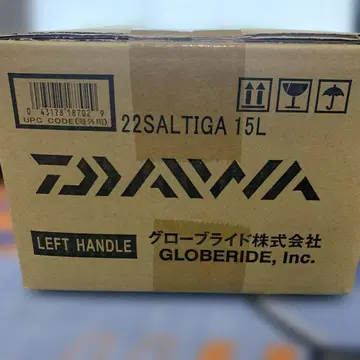 0 43178 18702 9
UPC CODE(海外用)
22SALTIGA 15L
DAIWA
LEFT HANDLE
グローブライド株式会社
GLOBERIDE, Inc.